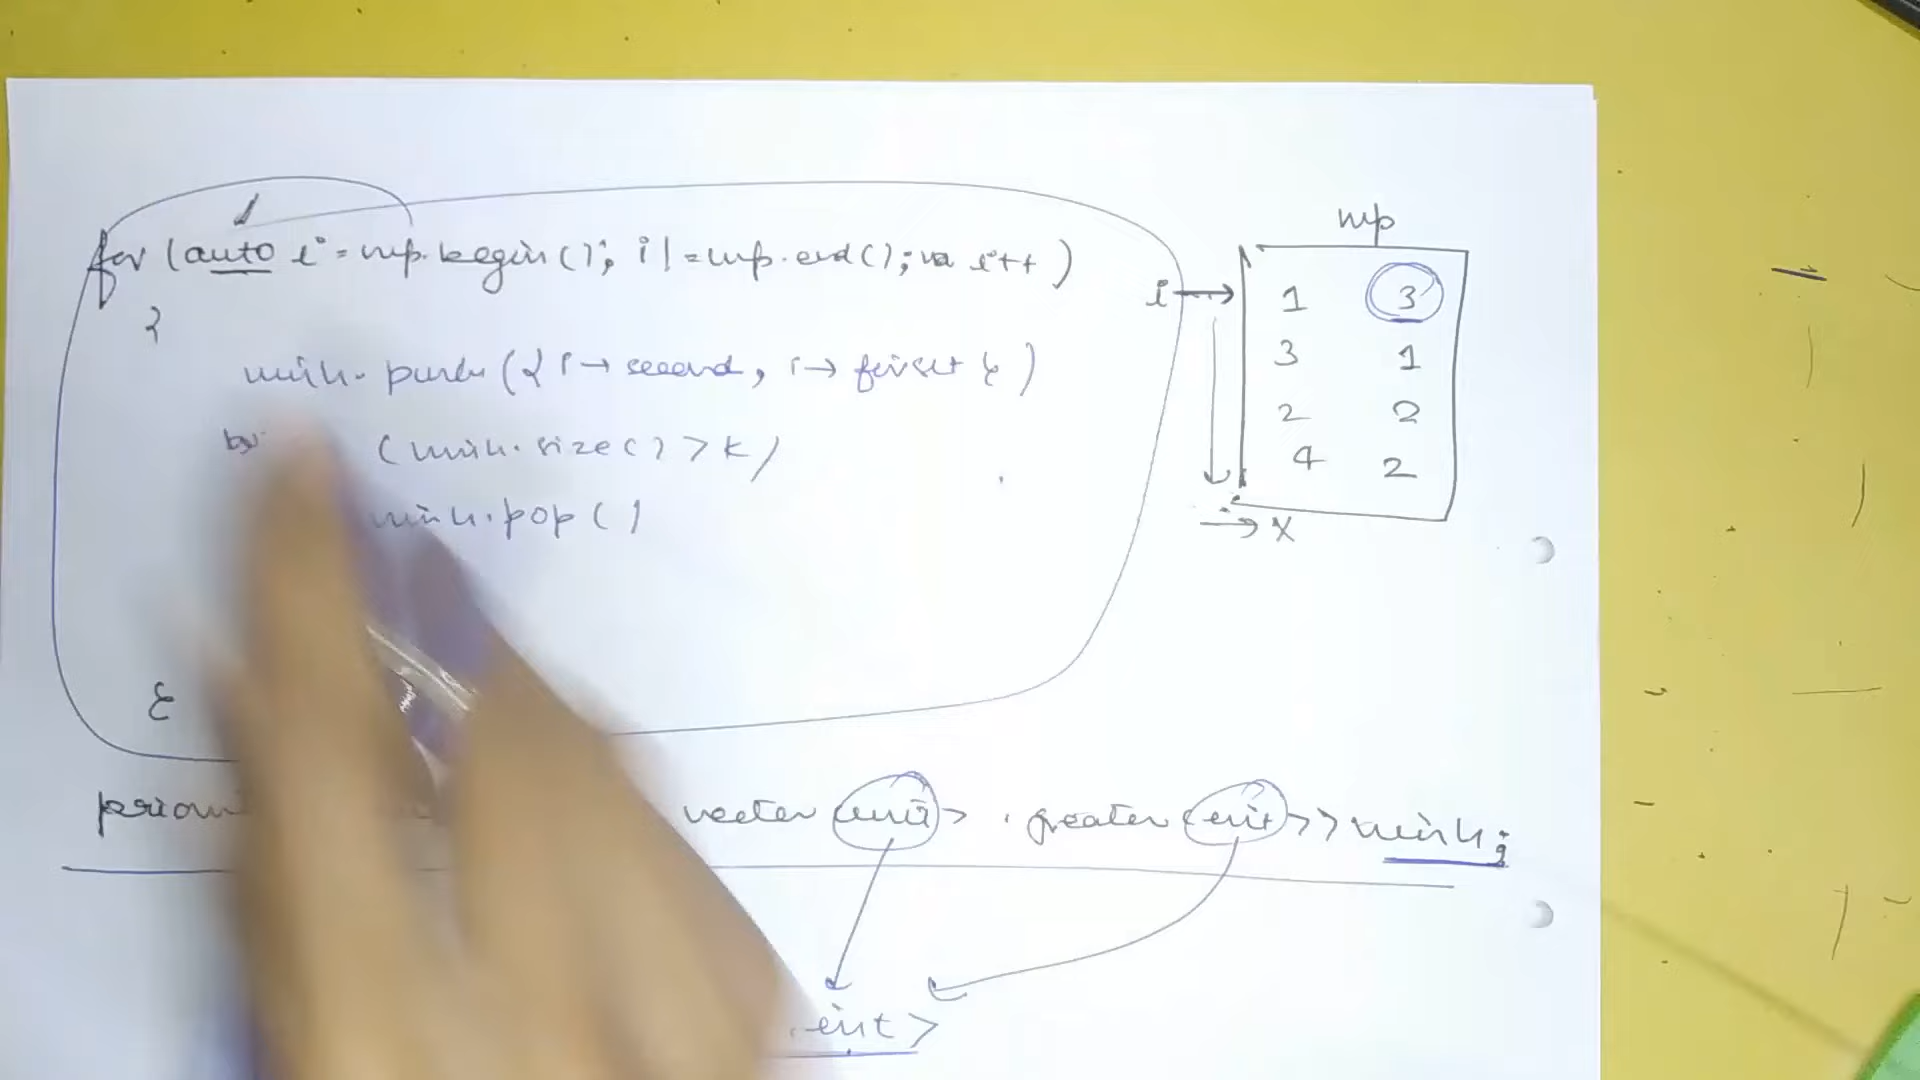 for (auto i = mp.begin(); i != mp.end(); i++)
{
minh.push({i→second, i→first})
(minh.size()>k)
minh.pop()
}
vector <int> , greater <int>> minh;
int>
mp
i→
1 3
3 1
2 2
4 2
→ X